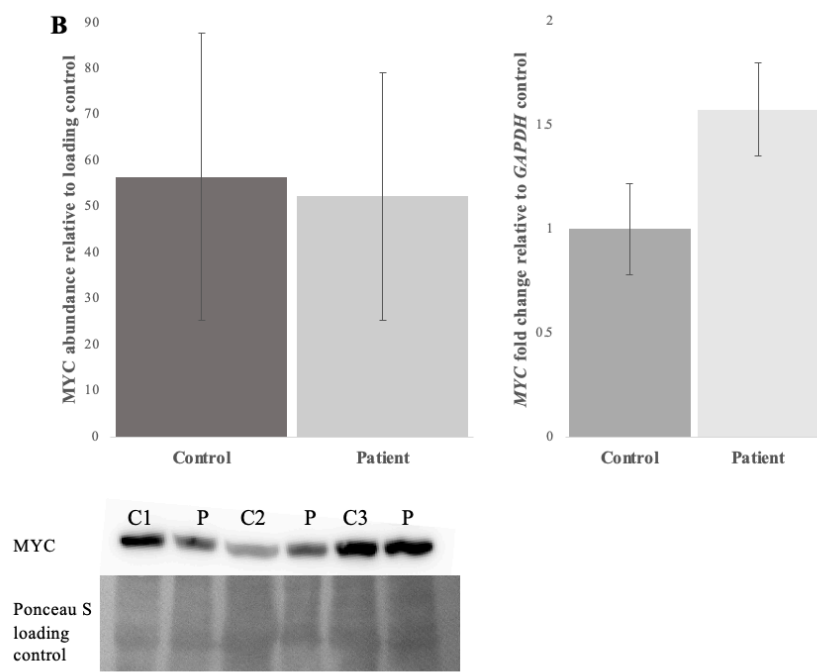 B
MYC abundance relative to loading control
90
80
70
60
50
40
30
20
10
0
Control Patient
MYC fold change relative to GAPDH control
2
1.5
1
0.5
0
Control Patient
C1 P C2 P C3 P
MYC
Ponceau S
loading
control